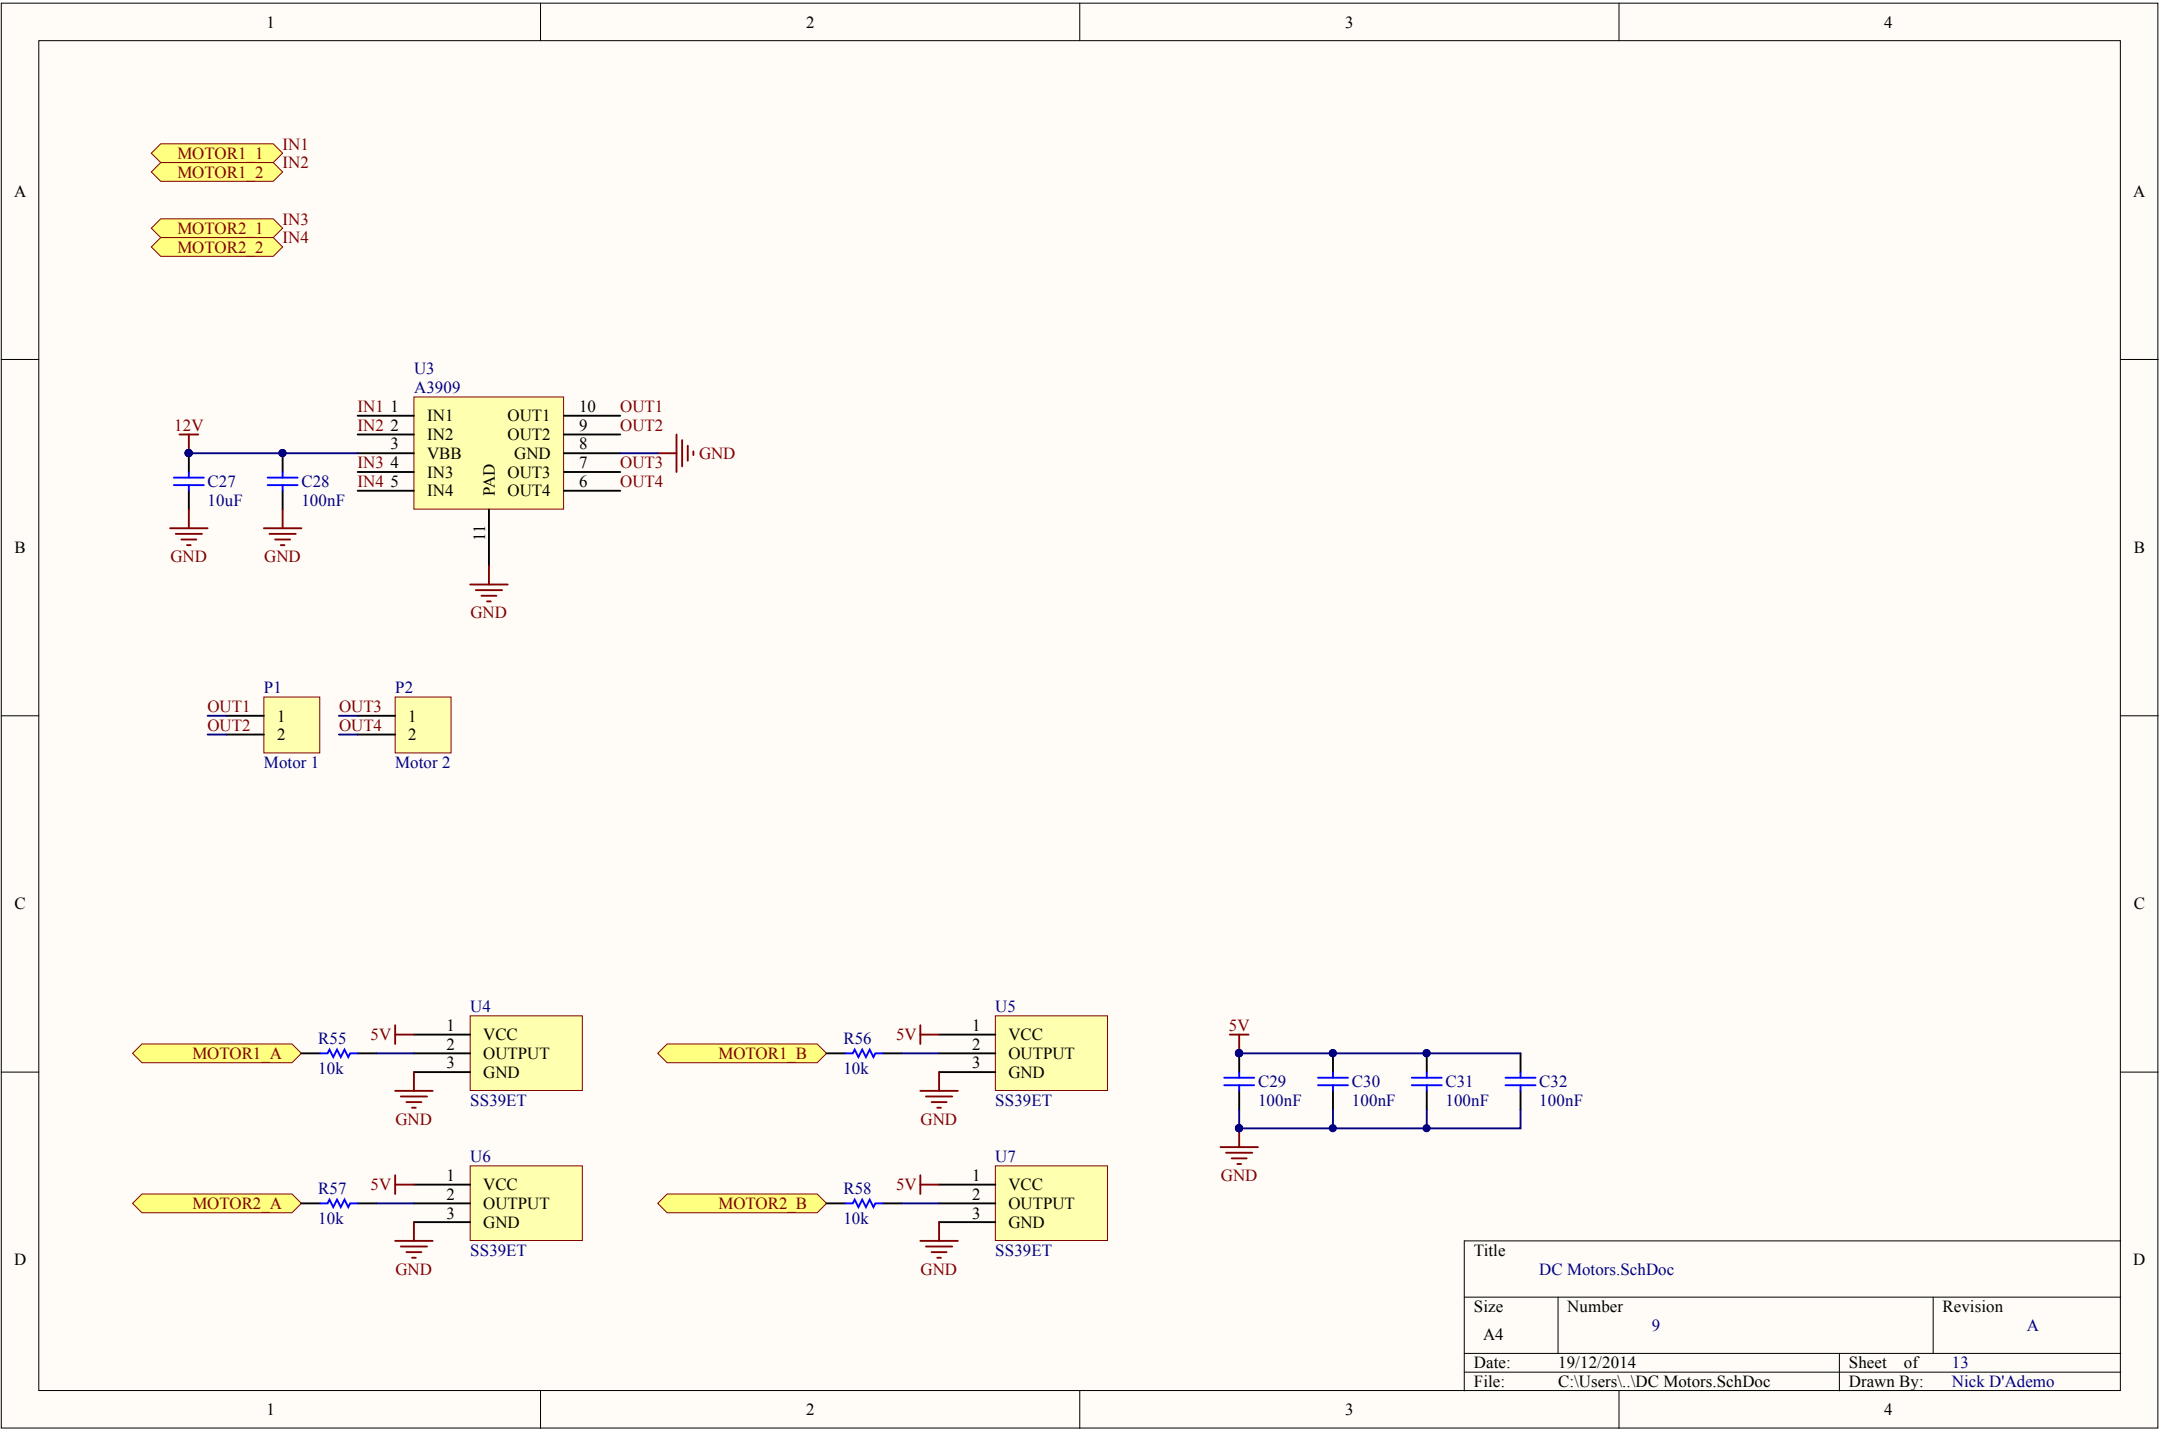 1 2 3 4
A A
MOTOR1_1 IN1
MOTOR1_2 IN2
MOTOR2_1 IN3
MOTOR2_2 IN4
U3
A3909
IN1 1 IN1 OUT1 10 OUT1
IN2 2 IN2 OUT2 9 OUT2
12V 3 VBB GND 8 GND
IN3 4 IN3 OUT3 7 OUT3
IN4 5 IN4 OUT4 6 OUT4
PAD
11
C27
10uF
C28
100nF
GND GND
GND
B B
P1 P2
OUT1 1 OUT3 1
OUT2 2 OUT4 2
Motor 1 Motor 2
C C
U4
5V 1 VCC
MOTOR1_A R55 2 OUTPUT
10k 3 GND
SS39ET
GND
U5
5V 1 VCC
MOTOR1_B R56 2 OUTPUT
10k 3 GND
SS39ET
GND
5V
C29 C30 C31 C32
100nF 100nF 100nF 100nF
GND
U6
5V 1 VCC
MOTOR2_A R57 2 OUTPUT
10k 3 GND
SS39ET
GND
U7
5V 1 VCC
MOTOR2_B R58 2 OUTPUT
10k 3 GND
SS39ET
GND
D D
Title
DC Motors.SchDoc
Size Number Revision
A4 9 A
Date: 19/12/2014 Sheet of 13
File: C:\Users\..\DC Motors.SchDoc Drawn By: Nick D'Ademo
1 2 3 4